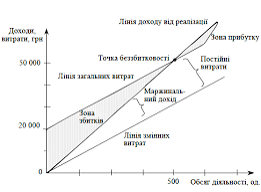 Доходи,
витрати, грн
Лінія доходу від реалізації
Зона прибутку
Точка беззбитковості
50 000
Постійні
витрати
Лінія загальних витрат
Маржиналь-
ний дохід
20 000
Зона
збитків
Лінія змінних
витрат
0
500
Обсяг діяльності, од.